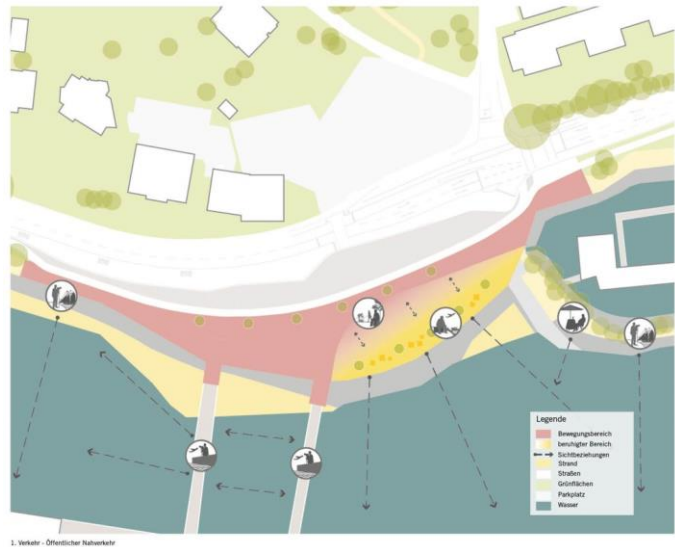 Legende
Bewegungsbereich
beruhigter Bereich
Sichtbeziehungen
Strand
Straßen
Grünflächen
Parkplatz
Wasser
1. Verkehr - Öffentlicher Nahverkehr